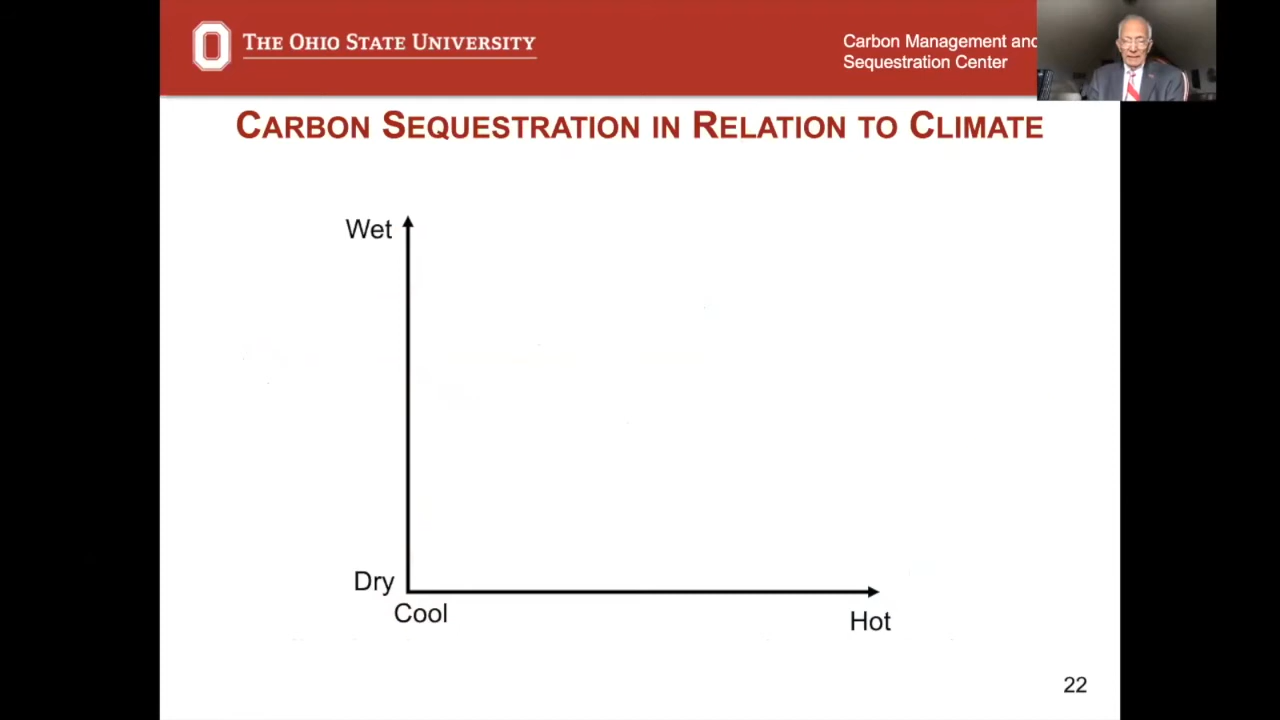 THE OHIO STATE UNIVERSITY
Carbon Management and
Sequestration Center
CARBON SEQUESTRATION IN RELATION TO CLIMATE
Wet
Dry
Cool
Hot
22